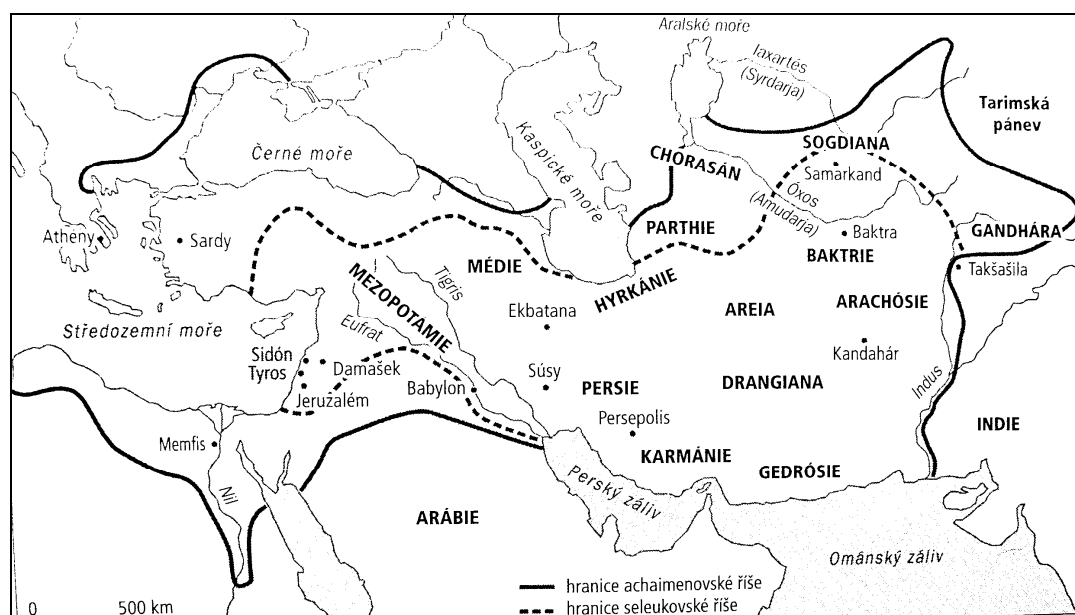 Aralské moře
Iaxartés
(Syrdarja)
Tarimská
pánev
Kaspické moře
Černé moře
CHORASÁN
SOGDIANA
Samarkand
Óxos
(Amudarja)
Athény
Sardy
PARTHIE
Baktra
GANDHÁRA
MÉDIE
BAKTRIE
Takšašila
MEZOPOTAMIE
Tigris
HYRKÁNIE
Ekbatana
AREIA
ARACHÓSIE
Středozemní moře
Eufrat
Sidón
Tyros
Damašek
Kandahár
Jeruzalém
Babylon
Súsy
PERSIE
DRANGIANA
Indus
Persepolis
INDIE
Memfis
KARMÁNIE
GEDRÓSIE
Nil
Perský záliv
ARÁBIE
Ománský záliv
hranice achaimenovské říše
0 500 km
hranice seleukovské říše